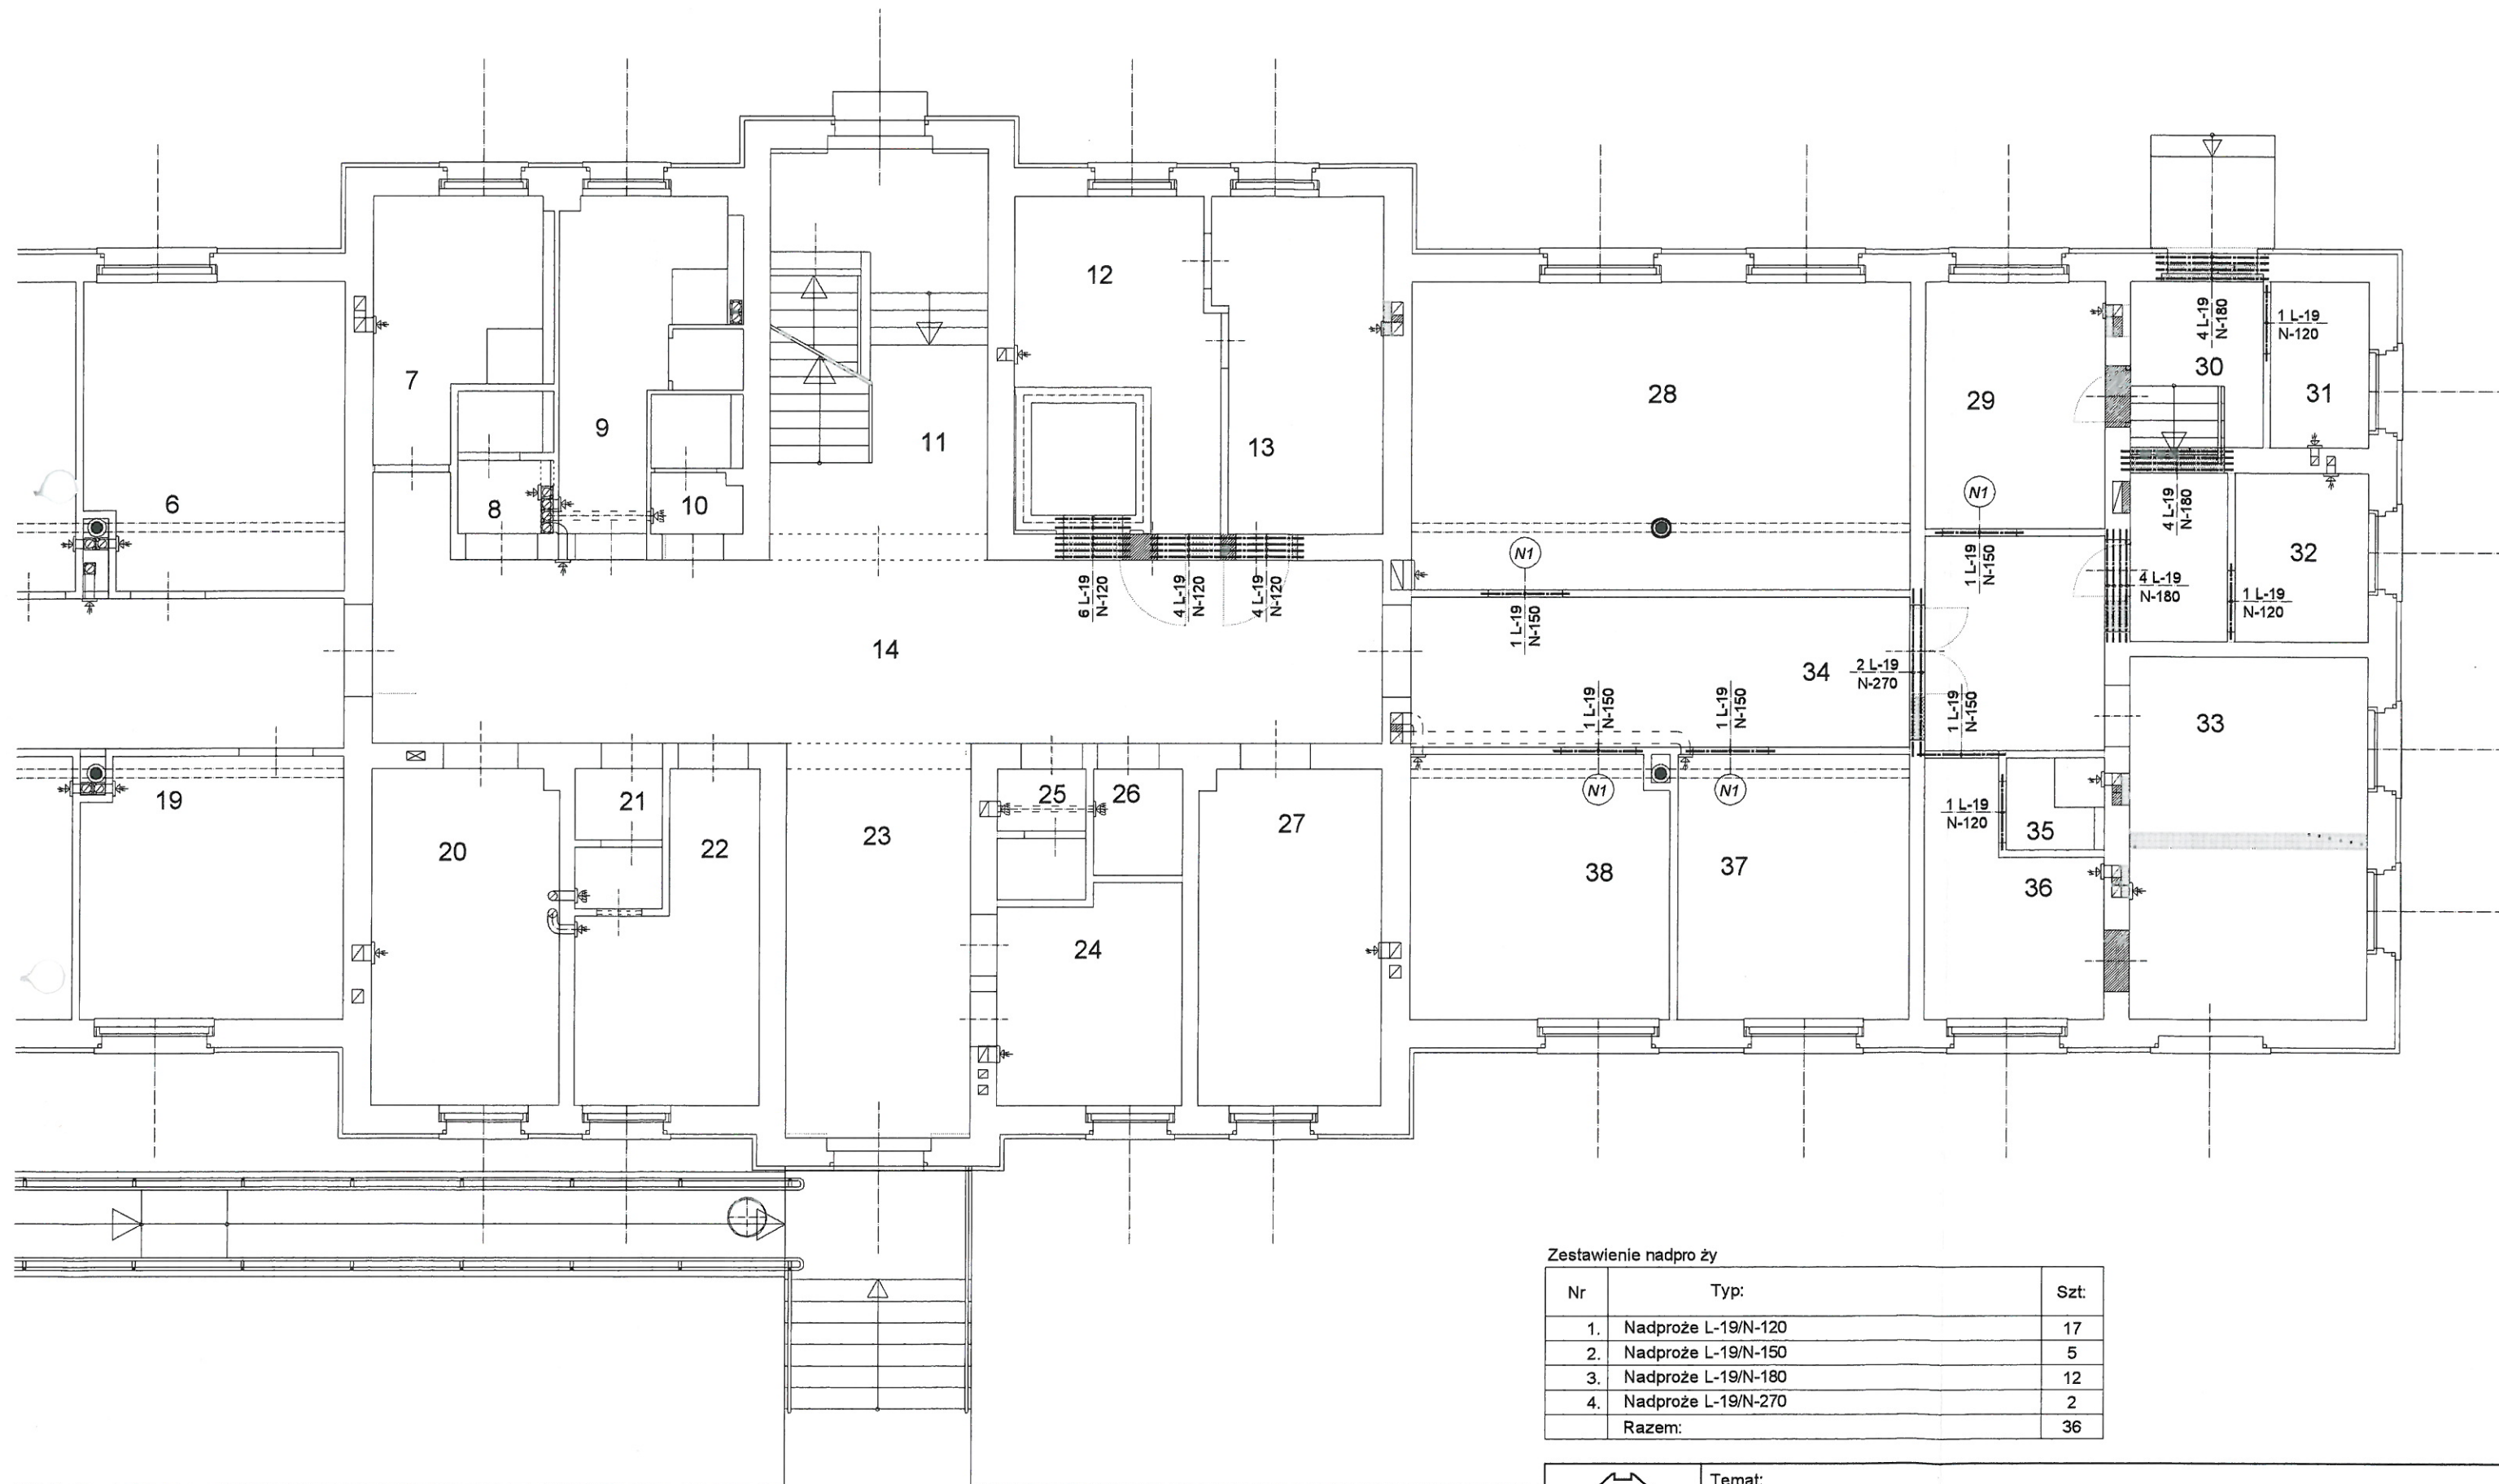 12
28
4 L-19
N-180
1 L-19
N-120
30
7
29
31
9
11
13
6
8
10
N1
4 L-19
N-180
N1
1 L-19
N-150
32
6 L-19
N-120
4 L-19
N-120
4 L-19
N-120
1 L-19
N-150
4 L-19
N-180
1 L-19
N-120
14
34
2 L-19
N-270
1 L-19
N-150
1 L-19
N-150
1 L-19
N-150
33
N1
N1
19
21
25
26
1 L-19
N-120
35
20
22
23
27
38
37
36
24
Zestawienie nadpro ży
Nr Typ: Szt:
1. Nadproże L-19/N-120 17
2. Nadproże L-19/N-150 5
3. Nadproże L-19/N-180 12
4. Nadproże L-19/N-270 2
Razem: 36
Temat: